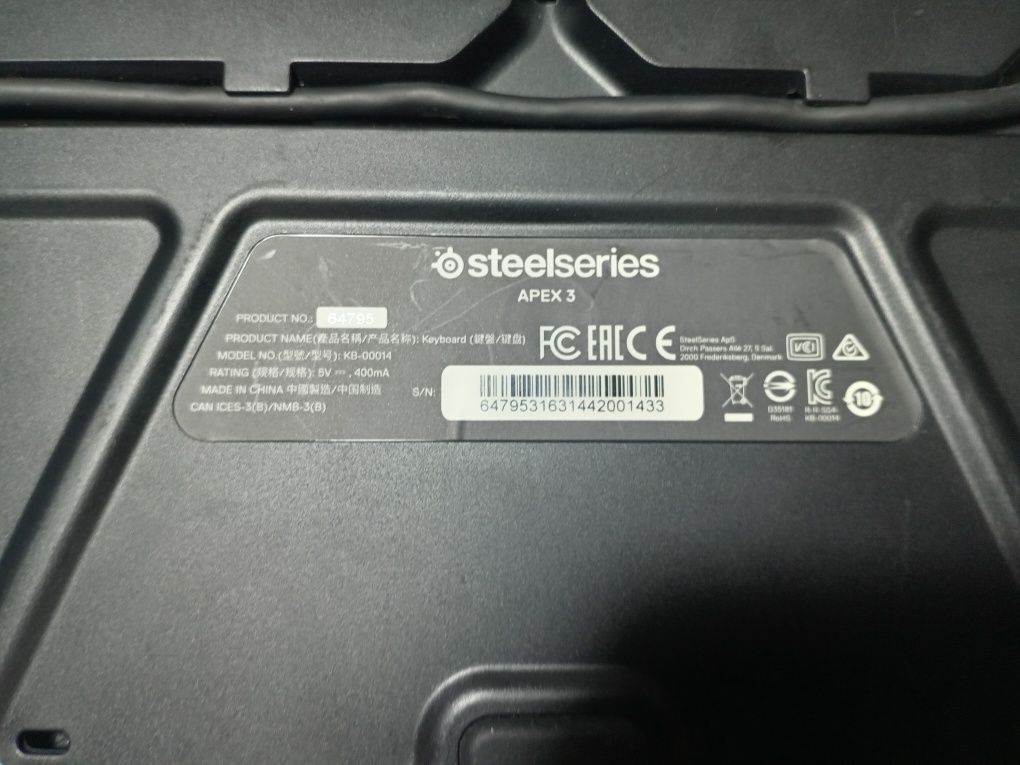 steelseries
APEX 3
PRODUCT NO.: 64795
PRODUCT NAME(產品名稱/产品名称): Keyboard (鍵盤/键盘)
MODEL NO.(型號/型号): KB-00014
RATING (規格/规格): 5V ⎓, 400mA
MADE IN CHINA 中國製造/中国制造
CAN ICES-3(B)/NMB-3(B)
S/N: 6479531631442001433
FC EAC CE
SteelSeries ApS
Dirch Passers Allé 27, 5 Sal.
2000 Frederiksberg, Denmark
VCI
D35181
RoHS
R-R-SS4-
KB-00014
10